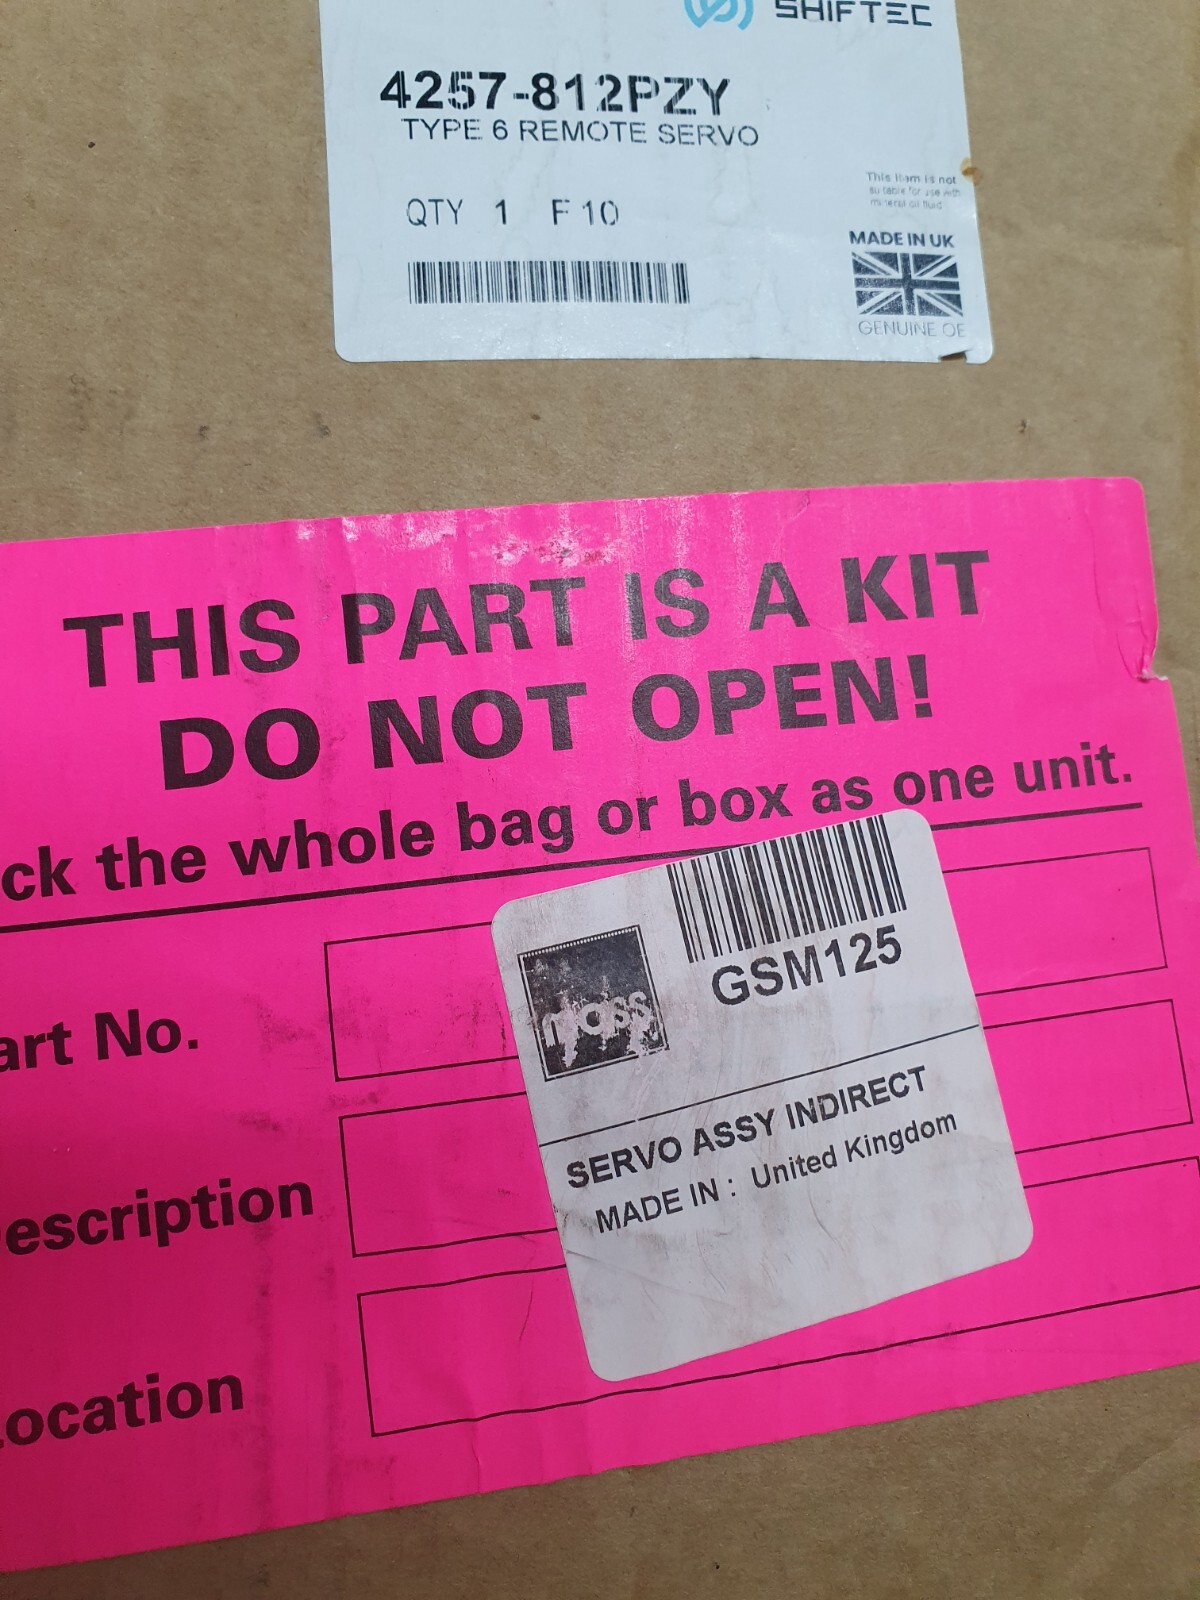 SHIFTEC
4257-812PZY
TYPE 6 REMOTE SERVO
This item is not
suitable for use with
mineral oil fluid
QTY 1 F 10
MADE IN UK
GENUINE OE
THIS PART IS A KIT
DO NOT OPEN!
ck the whole bag or box as one unit.
moss
GSM125
art No.
SERVO ASSY INDIRECT
MADE IN : United Kingdom
escription
ocation